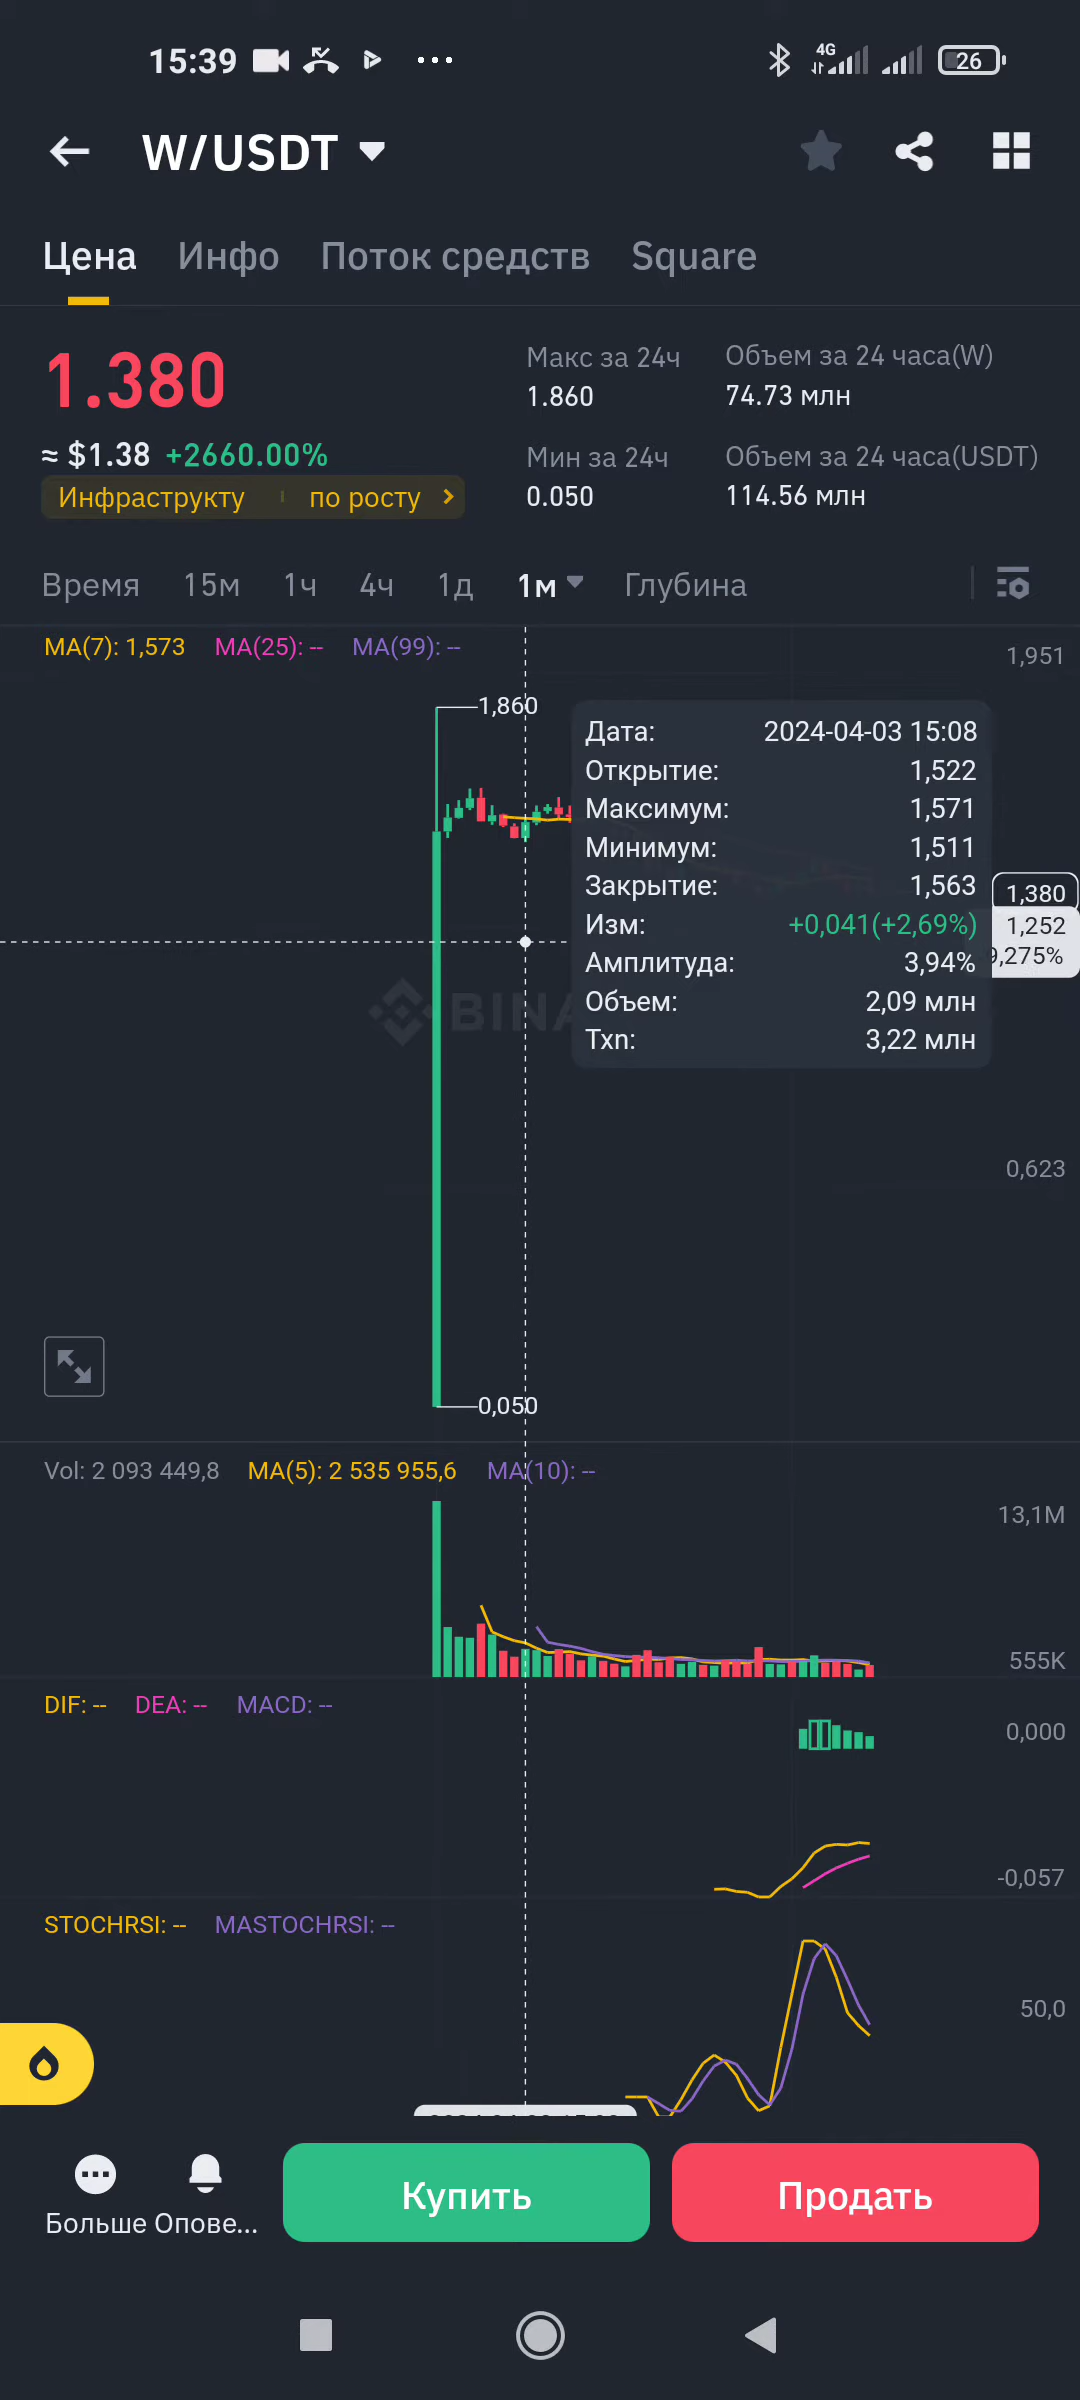 15:39 4G 26
W/USDT
Цена Инфо Поток средств Square
1.380
≈ $1.38 +2660.00%
Инфраструкту по росту
Макс за 24ч
1.860
Объем за 24 часа(W)
74.73 млн
Мин за 24ч
0.050
Объем за 24 часа(USDT)
114.56 млн
Время 15м 1ч 4ч 1д 1м Глубина
MA(7): 1,573 MA(25): -- MA(99): --
1,951
1,860
Дата: 2024-04-03 15:08
Открытие: 1,522
Максимум: 1,571
Минимум: 1,511
Закрытие: 1,563
Изм: +0,041(+2,69%)
Амплитуда: 3,94%
Объем: 2,09 млн
Txn: 3,22 млн
1,380
1,252
9,275%
BINA
0,623
0,050
Vol: 2 093 449,8 MA(5): 2 535 955,6 MA(10): --
13,1M
555K
DIF: -- DEA: -- MACD: --
0,000
-0,057
STOCHRSI: -- MASTOCHRSI: --
50,0
Больше Опове...
Купить
Продать